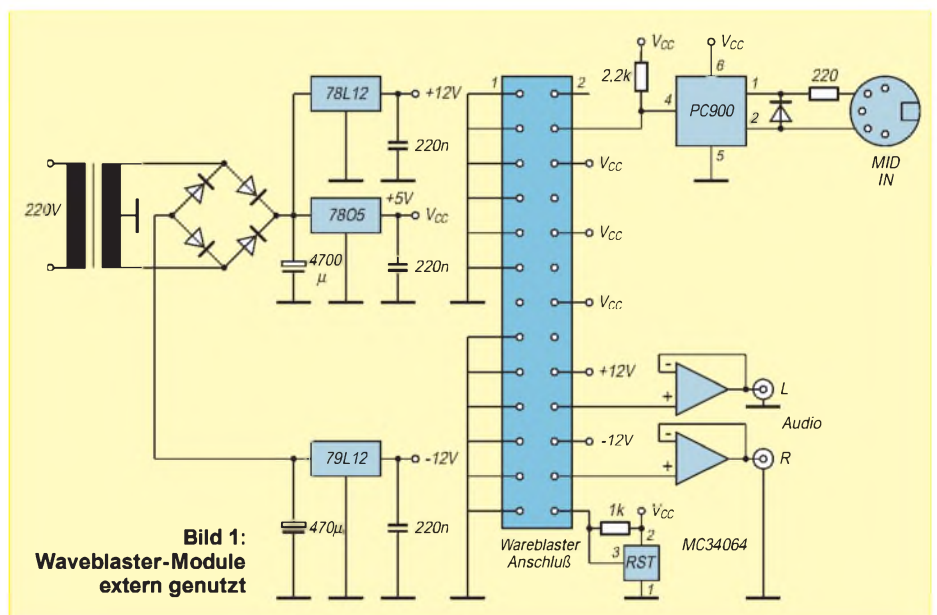 220V
78L12
+12V
220n
7805
+5V
Vcc
4700
µ
220n
79L12
-12V
470µ
220n
Bild 1:
Waveblaster-Module
extern genutzt
1
2
Vcc
Vcc
Vcc
+12V
-12V
Wareblaster
Anschluß
Vcc
2.2k
4
PC900
Vcc
6
5
1
2
220
MID
IN
-
+
L
Audio
-
+
R
1k
Vcc
2
3
RST
1
MC34064